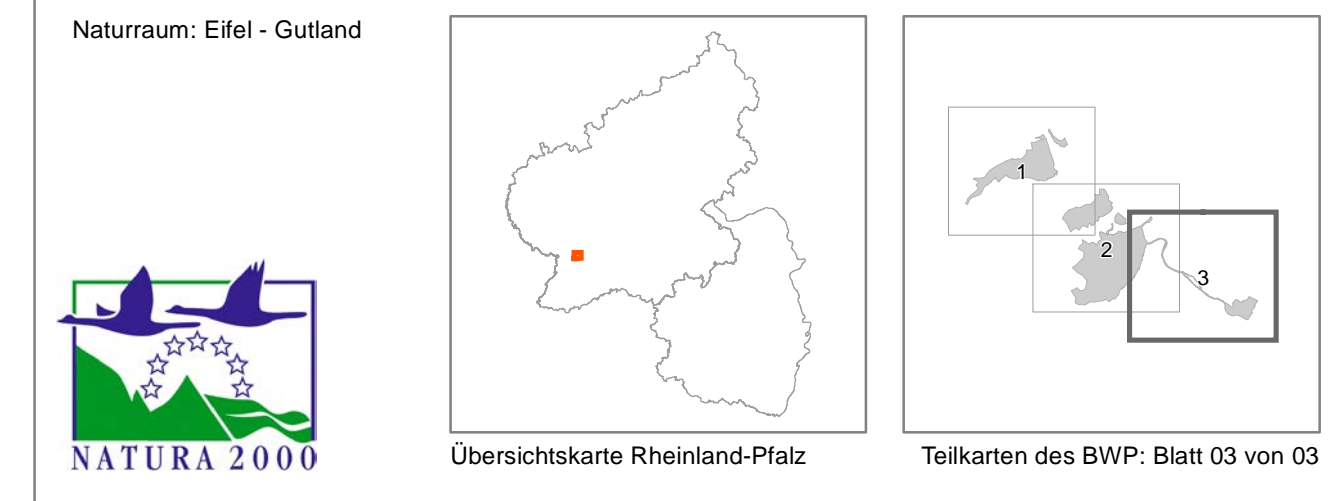 Naturraum: Eifel - Gutland
1
2
3
NATURA 2000
Übersichtskarte Rheinland-Pfalz
Teilkarten des BWP: Blatt 03 von 03